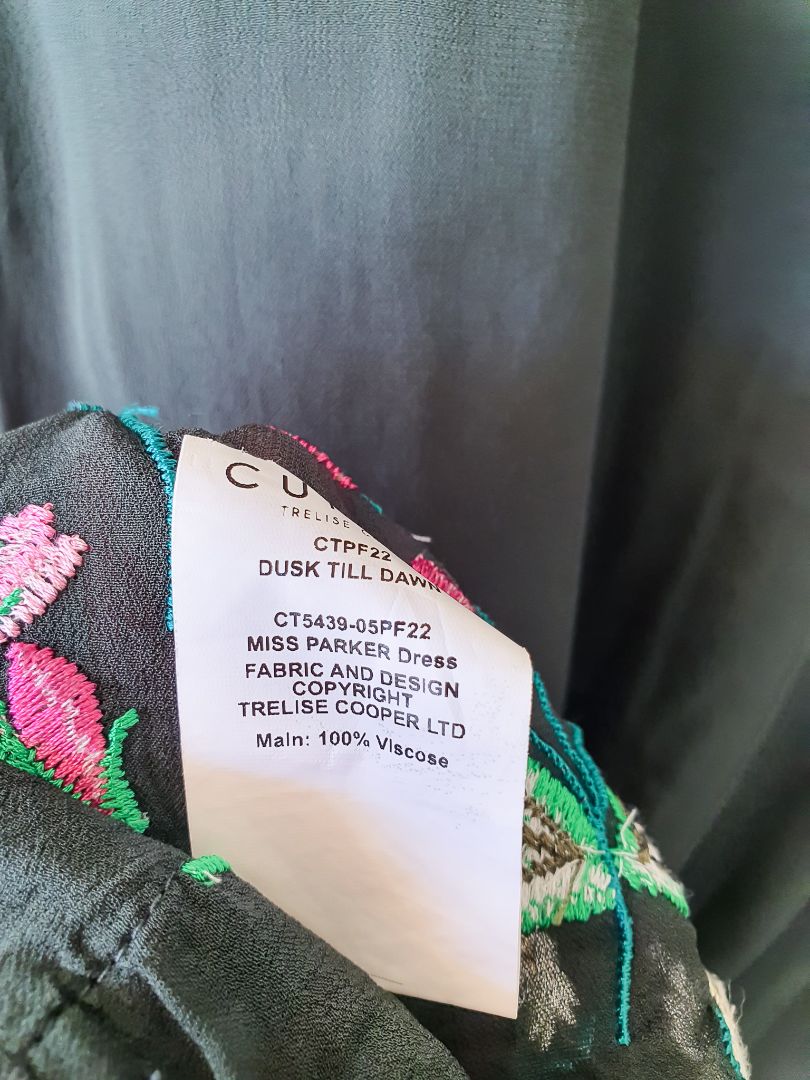 CU
TRELISE
CTPF22
DUSK TILL DAWN
CT5439-05PF22
MISS PARKER Dress
FABRIC AND DESIGN
COPYRIGHT
TRELISE COOPER LTD
Main: 100% Viscose